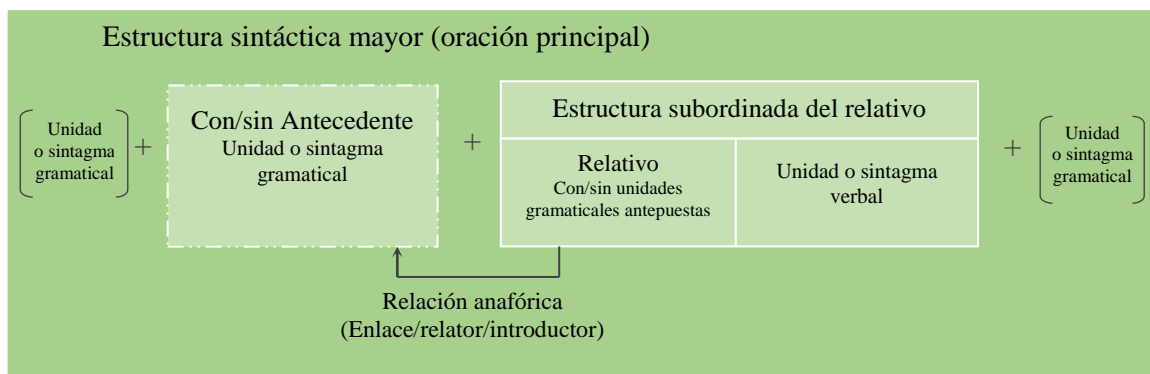 Estructura sintáctica mayor (oración principal)
Unidad
o sintagma
gramatical
+
Con/sin Antecedente
Unidad o sintagma
gramatical
+
Estructura subordinada del relativo
Relativo
Con/sin unidades
gramaticales antepuestas
Unidad o sintagma
verbal
+
Unidad
o sintagma
gramatical
Relación anafórica
(Enlace/relator/introductor)